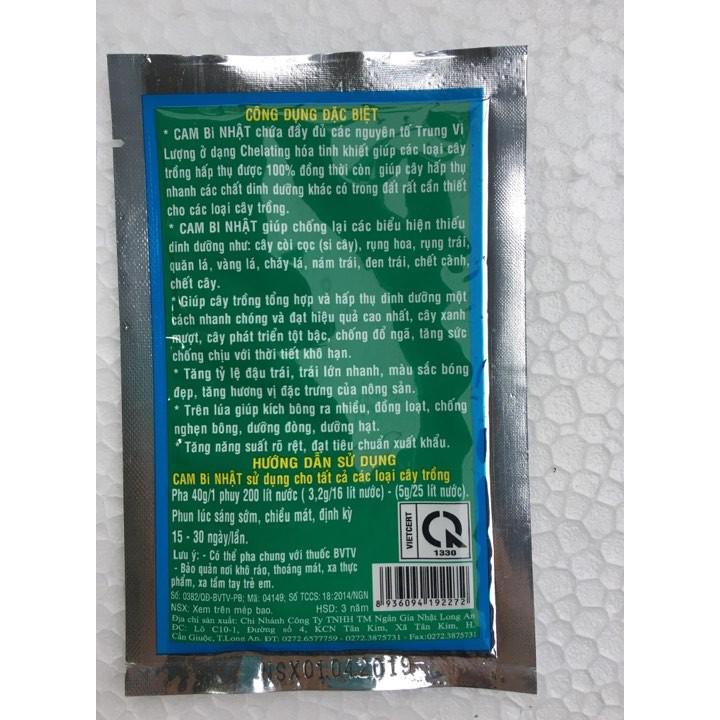 CÔNG DỤNG ĐẶC BIỆT
* CAM Bi NHẬT chứa đầy đủ các nguyên tố Trung Vi
Lượng ở dạng Chelating hóa tinh khiết giúp các loại cây
trồng hấp thụ được 100% đồng thời còn giúp cây hấp thụ
nhanh các chất dinh dưỡng khác có trong đất rất cần thiết
cho các loại cây trồng.
* CAM BI NHẬT giúp chống lại các biểu hiện thiếu
dinh dưỡng như: cây còi cọc (si cây), rụng hoa, rụng trái,
quăn lá, vàng lá, cháy lá, nám trái, đen trái, chết cành,
chết cây.
* Giúp cây trồng tổng hợp và hấp thụ dinh dưỡng một
cách nhanh chóng và đạt hiệu quả cao nhất, cây xanh
mượt, cây phát triển tột bậc, chống đổ ngã, tăng sức
chống chịu với thời tiết khô hạn.
* Tăng tỷ lệ đậu trái, trái lớn nhanh, màu sắc bóng
đẹp, tăng hương vị đặc trưng của nông sản.
* Trên lúa giúp kích bông ra nhiều, đồng loạt, chống
nghẹn bông, dưỡng đòng, dưỡng hạt.
* Tăng năng suất rõ rệt, đạt tiêu chuẩn xuất khẩu.
HƯỚNG DẪN SỬ DỤNG
CAM Bi NHẬT sử dụng cho tất cả các loại cây trồng
Pha 40g/1 phuy 200 lít nước ( 3,2g/16 lít nước) - (5g/25 lít nước).
Phun lúc sáng sớm, chiều mát, định kỳ
15 - 30 ngày/lần.
Lưu ý: - Có thể pha chung với thuốc BVTV
- Bảo quản nơi khô ráo, thoáng mát, xa thực
phẩm, xa tầm tay trẻ em.
VIETCERT
1330
Số: 0382/QĐ-BVTV-PB; Mã: 04149; Số TCCS: 18:2014/NGN
NSX: Xem trên mép bao. HSD: 3 năm
8 936094 192272
Địa chỉ sản xuất: Chi Nhánh Công Ty TNHH TM Ngân Gia Nhật Long An
ĐC: Lô C10-1, Đường số 4, KCN Tân Kim, Xã Tân Kim, H.
Cần Giuộc, T.Long An. ĐT: 0272.6577759 - 0272.3875731 - Fax:0272.3875731
NSX01.042019